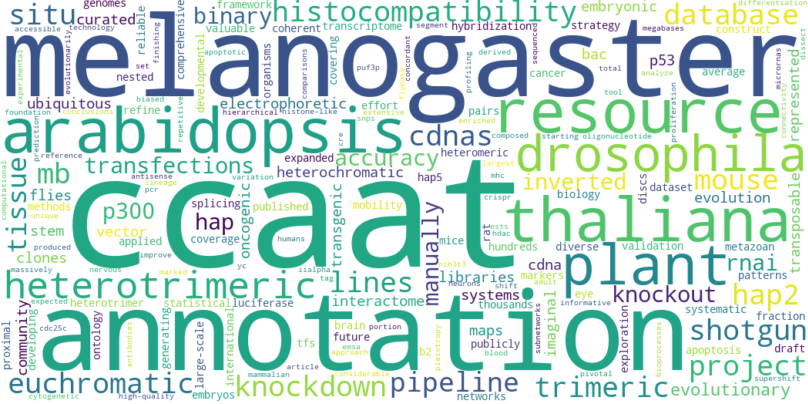 situ
curated
genomes
accessible
technology
finishing
reliable
set
nested
evolutionarily
comprehensive
binary
framework
histocompatibility
embryonic
differentiation
database
melanogaster
valuable
transcriptome
coherent
segment
hybridizations
strategy
megabases
construct
developmental
apoptotic
organisms
covering
comparisons
puf3p
flybase
concordant
profiling
derived
cancer
bac
sequenced
p53
total
average
analyze
micrornas
dissect
represented
experimental
ubiquitous
electrophoretic
effort
foundation
conclusions
biased
hierarchical
histone-like
extensive
enriched
resource
arabidopsis
prediction
refine
repetitive
cre
snps
pairs
cdnas
composed
starting
oligonucleotide
proliferation
tool
connectivity
tissue
reference
mb
transfections
expanded
accuracy
heteromeric
drosophila
heterochromatic
hap5
largest
mhc
inverted
mouse
transposable
computational
flies
antisense
lineage
variation
methods
pcr
unique
stem
p300
splicing
hap
published
mobility
oncogenic
transgenic
crispr
rat
discs
dataset
evolution
biology
vector
applied
coverage
humans
mice
manually
ests
hdac
hundreds
diverse
validation
metazoan
thaliana
ccaat
clones
produced
improve
massively
nervous
marked
yc
iialpha
tag
nih3t3
neurons
shift
cdna
markers
adult
eye
informative
plant
rnai
patterns
heterotrimeric
lines
libraries
systems
thousands
knockout
hap2
expected
heterotrimer
statistical
luciferase
interactome
imaginal
subnetworks
exploration
systematic
fraction
community
developing
cdc25c
ontology
antibodies
generating
large-scale
international
brain
portion
tfs
emsa
future
approach
b2
pleiotropy
maps
publicly
blood
annotation
apoptosis
bioprocesses
shotgun
draft
project
supershift
proximal
euchromatic
cytogenetic
high-quality
embryos
article
mammalian
considerable
knockdown
pipeline
networks
pivotal
trimeric
evolutionary